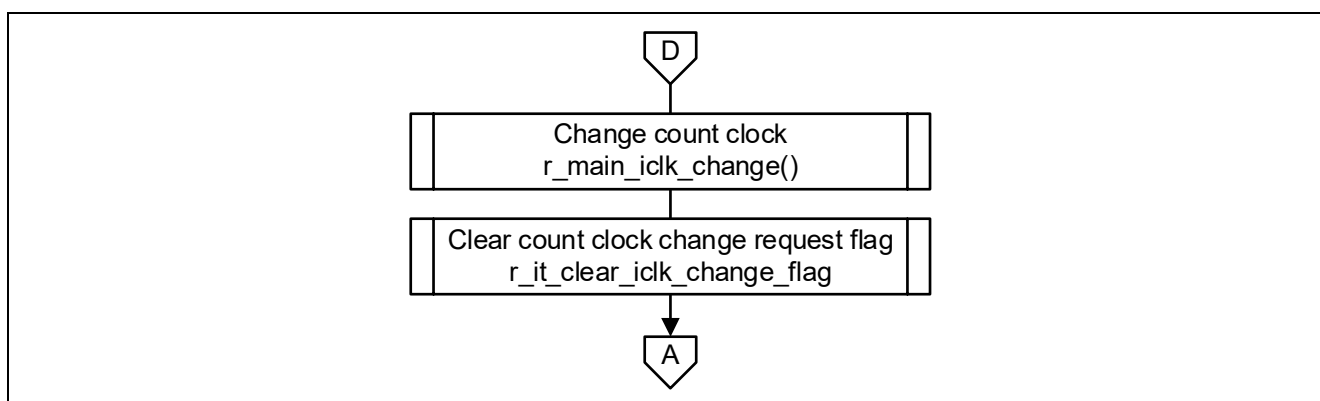 D
Change count clock
r_main_iclk_change()
Clear count clock change request flag
r_it_clear_iclk_change_flag
A